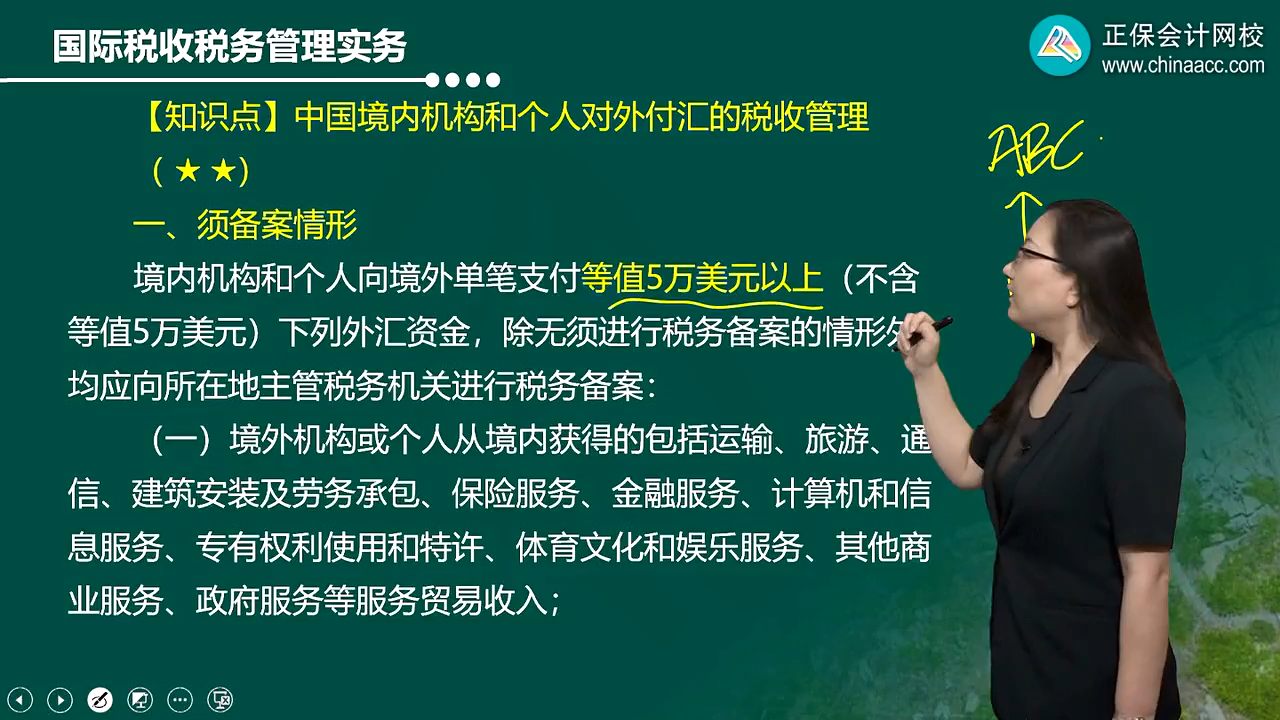 国际税收税务管理实务
正保会计网校
www.chinaacc.com
【知识点】中国境内机构和个人对外付汇的税收管理
（★★）
一、须备案情形
境内机构和个人向境外单笔支付等值5万美元以上（不含
等值5万美元）下列外汇资金，除无须进行税务备案的情形外
均应向所在地主管税务机关进行税务备案：
（一）境外机构或个人从境内获得的包括运输、旅游、通
信、建筑安装及劳务承包、保险服务、金融服务、计算机和信
息服务、专有权利使用和特许、体育文化和娱乐服务、其他商
业服务、政府服务等服务贸易收入；
ABC